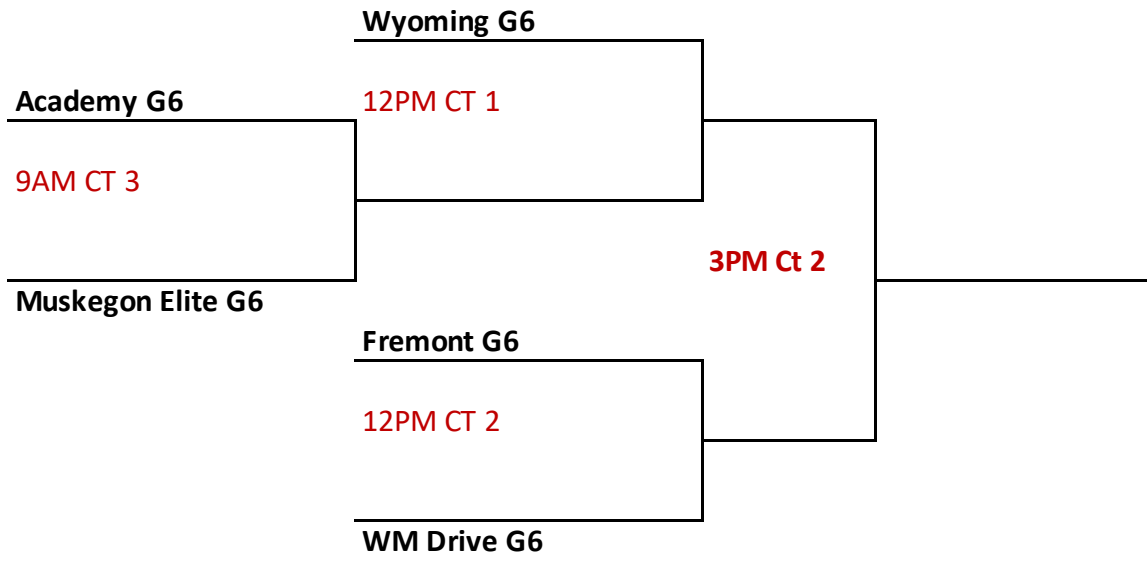 Wyoming G6
Academy G6
12PM CT 1
9AM CT 3
3PM Ct 2
Muskegon Elite G6
Fremont G6
12PM CT 2
WM Drive G6